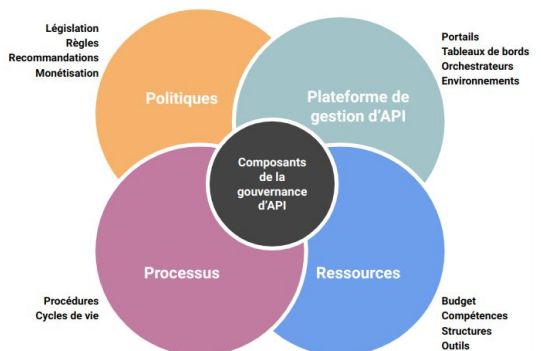 Législation
Règles
Recommandations
Monétisation
Politiques
Portails
Tableaux de bords
Orchestrateurs
Environnements
Plateforme de
gestion d'API
Composants
de la
gouvernance
d'API
Processus
Ressources
Procédures
Cycles de vie
Budget
Compétences
Structures
Outils